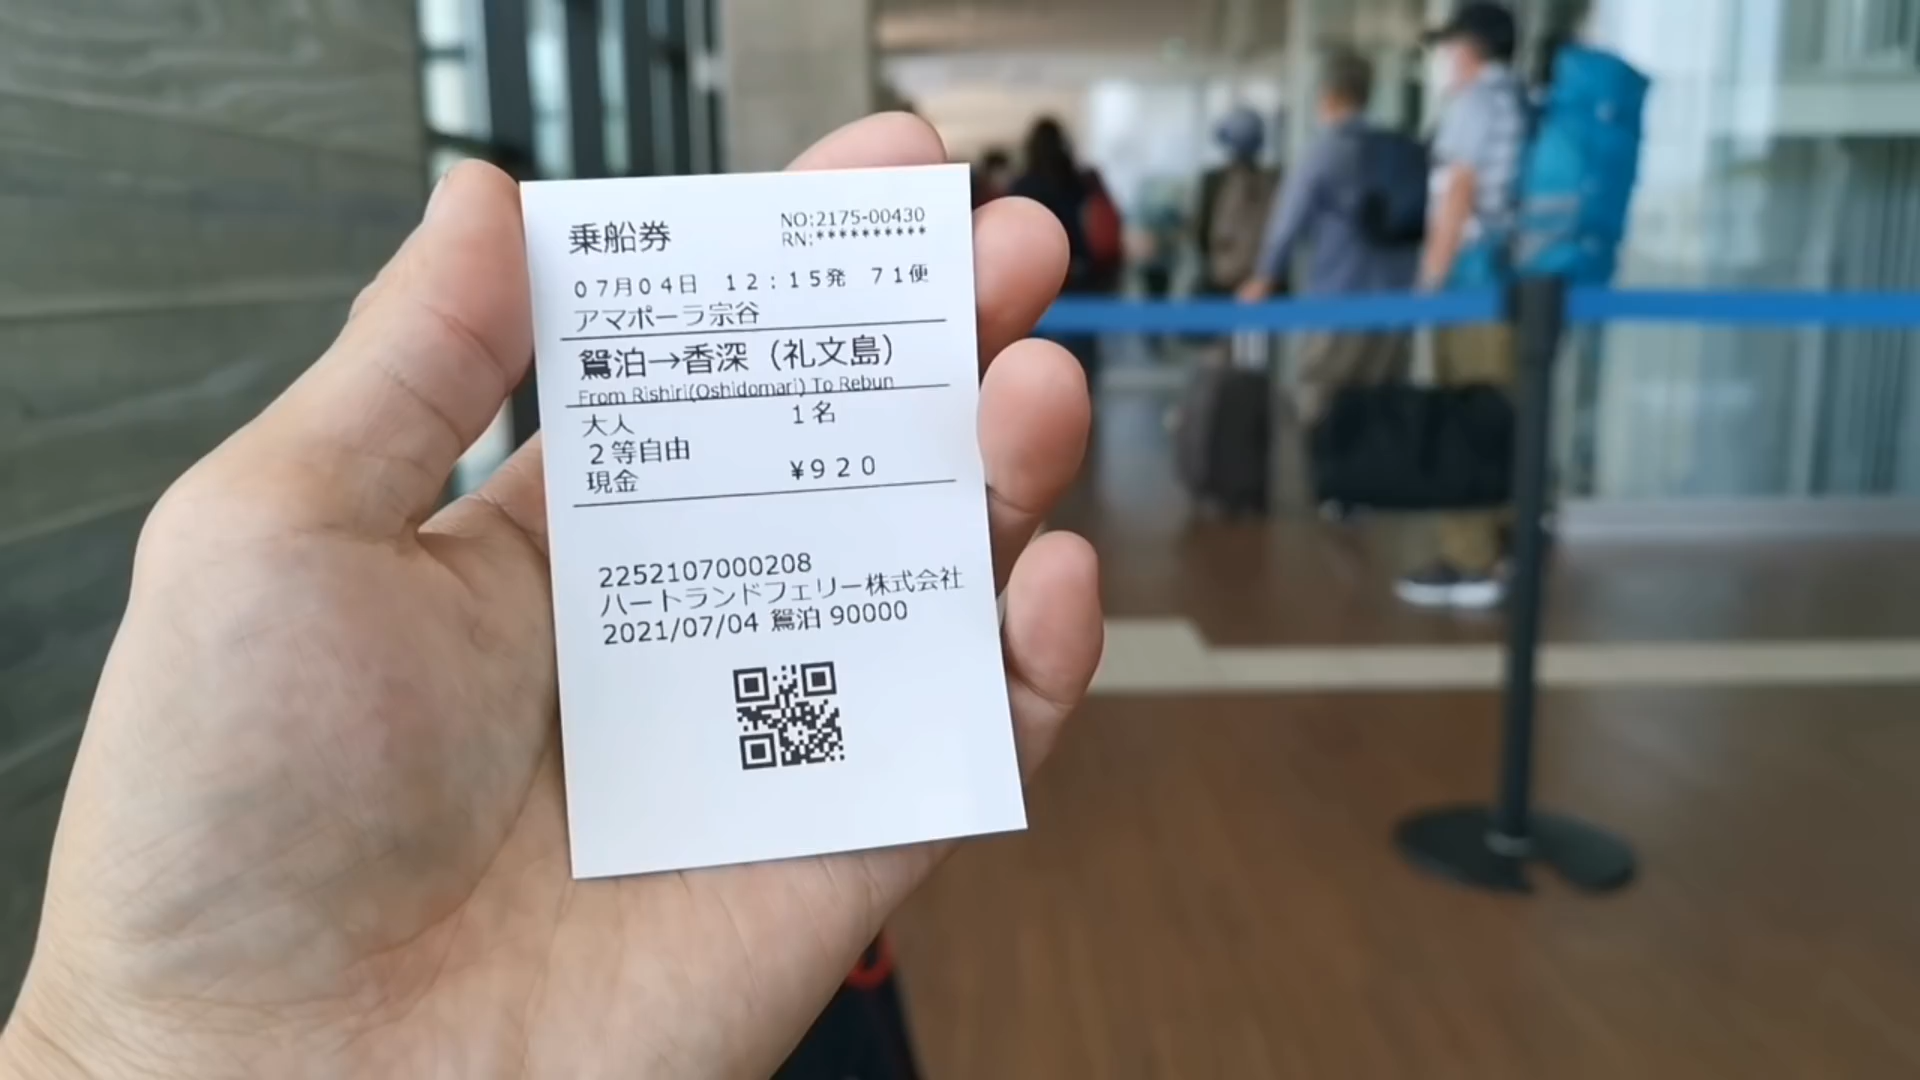 乗船券
NO:2175-00430
RN:**********
07月04日 12:15発 71便
アマポーラ宗谷
鴛泊→香深（礼文島）
From Rishiri(Oshidomari) To Rebun
大人 1名
2等自由
現金 ¥920
2252107000208
ハートランドフェリー株式会社
2021/07/04 鴛泊 90000